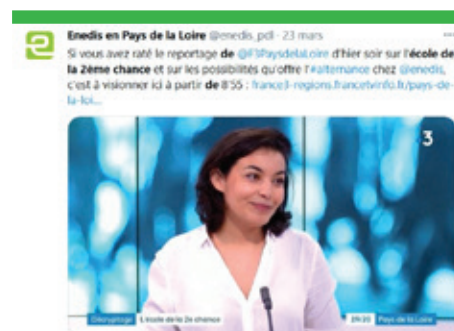 Enedis en Pays de la Loire @enedis_pdl · 23 mars
Si vous avez raté le reportage de @F3PaysdelaLoire d'hier soir sur l'école de
la 2ème chance et sur les possibilités qu'offre l'#alternance chez @enedis,
c'est à visionner ici à partir de 8'55 : france3-regions.francetvinfo.fr/pays-de-
la-loi...
3
Décryptage L'école de la 2e chance 19/20 Pays de la Loire